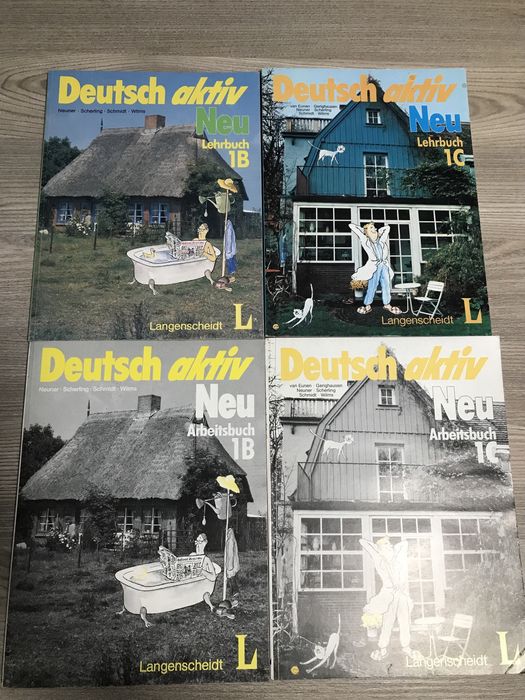 Deutsch aktiv
Neuner · Scherling · Schmidt · Wilms
Neu
Lehrbuch
1B
Langenscheidt L
Deutsch aktiv
van Eunen Gerighausen
Neuner Scherling
Schmidt Wilms
Neu
Lehrbuch
1C
Langenscheidt L
Deutsch aktiv
Neuner · Scherling · Schmidt · Wilms
Neu
Arbeitsbuch
1B
Langenscheidt L
Deutsch aktiv
van Eunen Gerighausen
Neuner Scherling
Schmidt Wilms
Neu
Arbeitsbuch
1C
Langenscheidt L